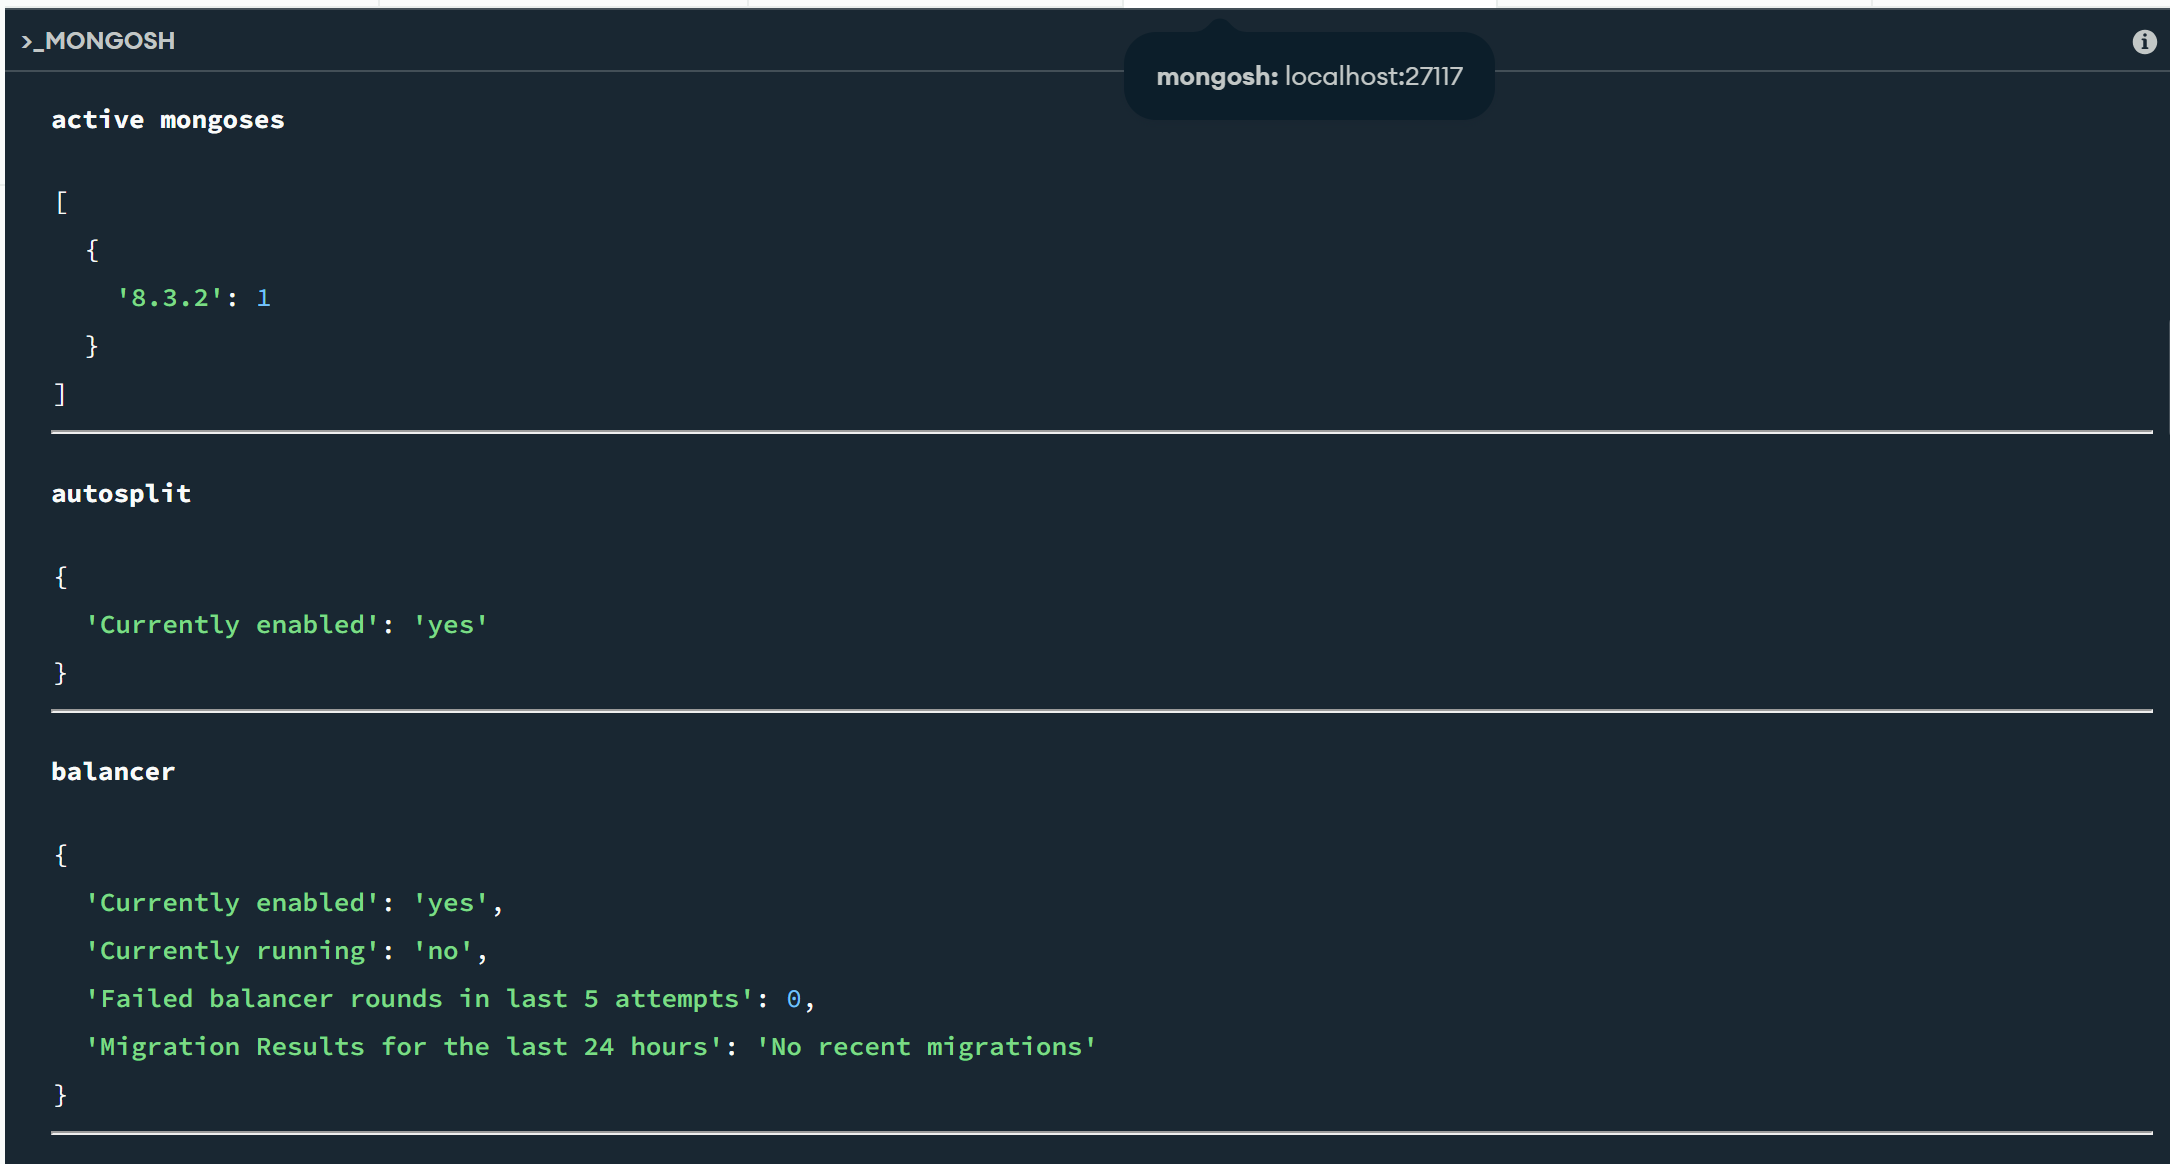 >_MONGOSH
mongosh: localhost:27117
active mongoses
[
  {
    '8.3.2': 1
  }
]
autosplit
{
  'Currently enabled': 'yes'
}
balancer
{
  'Currently enabled': 'yes',
  'Currently running': 'no',
  'Failed balancer rounds in last 5 attempts': 0,
  'Migration Results for the last 24 hours': 'No recent migrations'
}